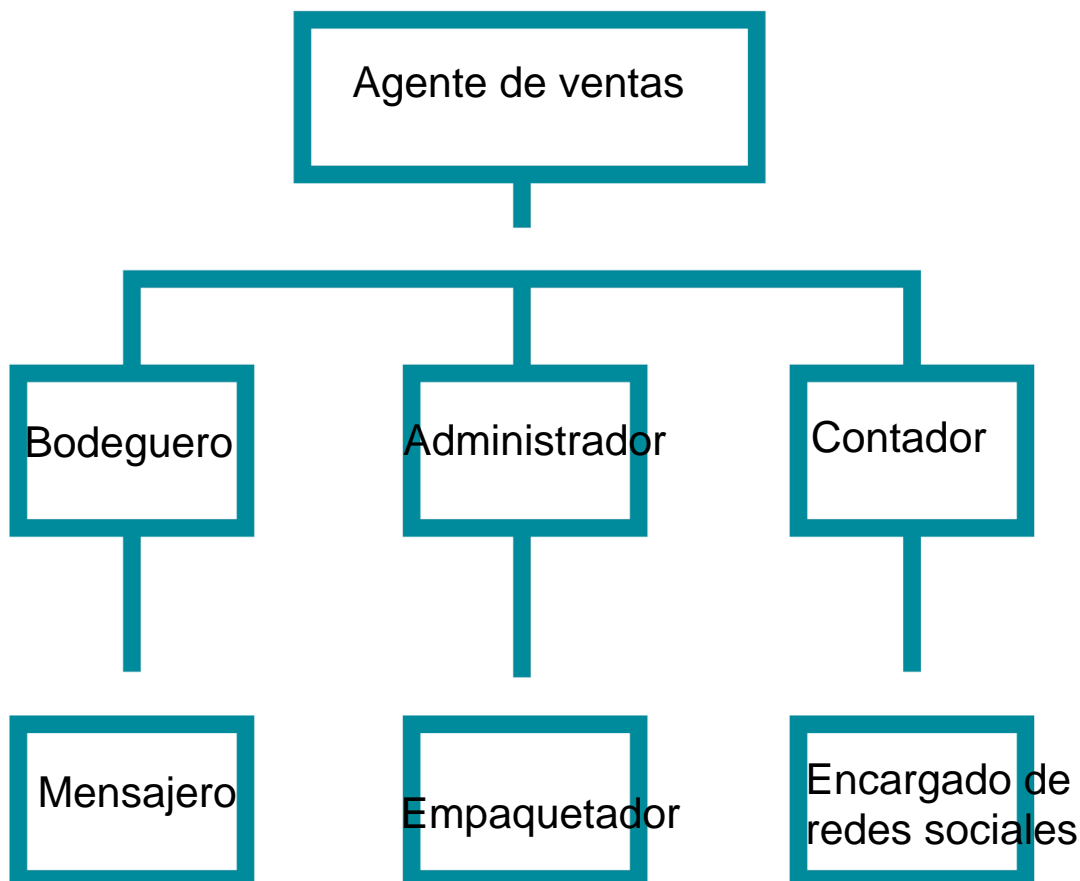 Agente de ventas
Bodeguero
Administrador
Contador
Mensajero
Empaquetador
Encargado de
redes sociales